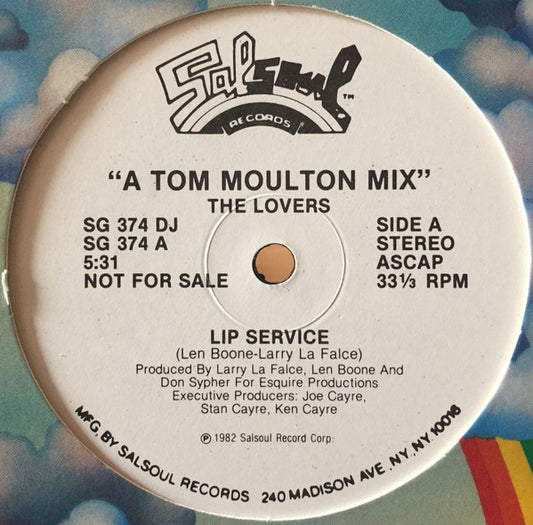 Salsoul
RECORDS
TM
"A TOM MOULTON MIX"
THE LOVERS
SG 374 DJ
SG 374 A
5:31
NOT FOR SALE
SIDE A
STEREO
ASCAP
33⅓ RPM
LIP SERVICE
(Len Boone-Larry La Falce)
Produced By Larry La Falce, Len Boone And
Don Sypher For Esquire Productions
Executive Producers: Joe Cayre,
Stan Cayre, Ken Cayre
℗ 1982 Salsoul Record Corp.
MFG. BY SALSOUL RECORDS 240 MADISON AVE. NY. NY. 10016